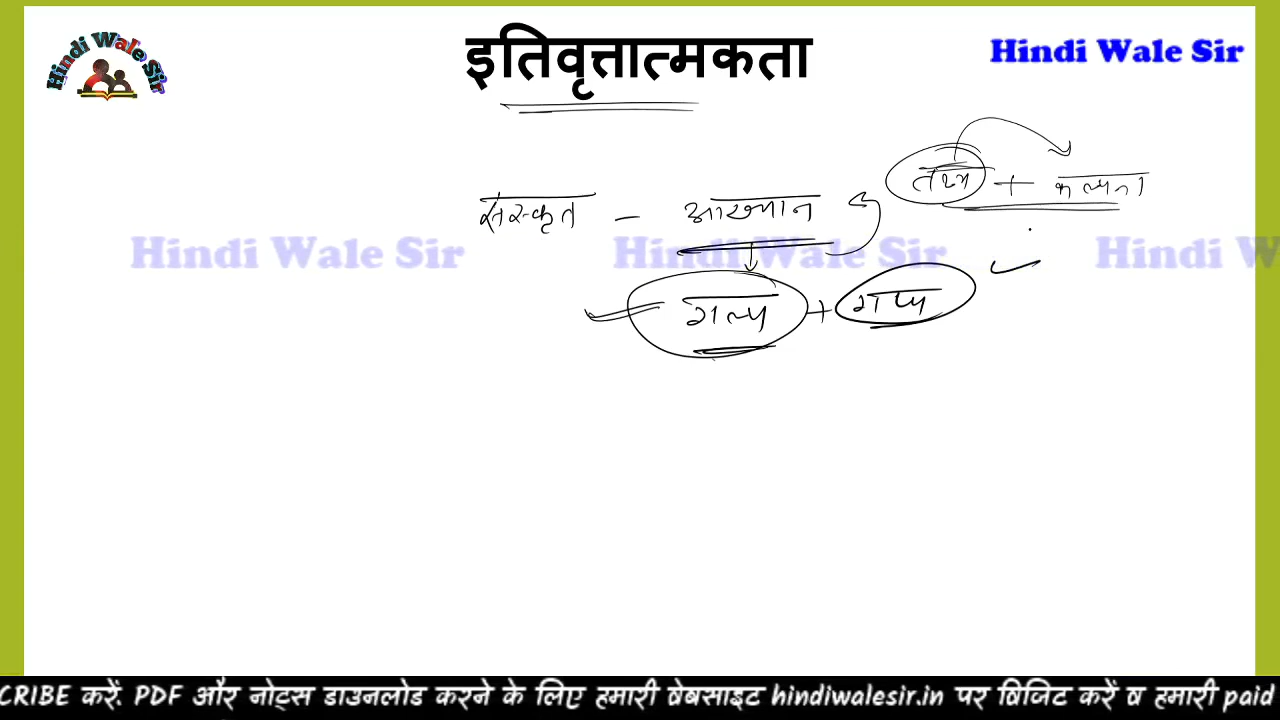 Hindi Wale Sir
इतिवृत्तात्मकता
Hindi Wale Sir
तथ्य + कल्पना
संस्कृत - आख्यान
Hindi Wale Sir Hindi Wale Sir Hindi W
गल्प + गप्प
CRIBE करें. PDF और नोट्स डाउनलोड करने के लिए हमारी वेबसाइट hindiwalesir.in पर विजिट करें व हमारी paid